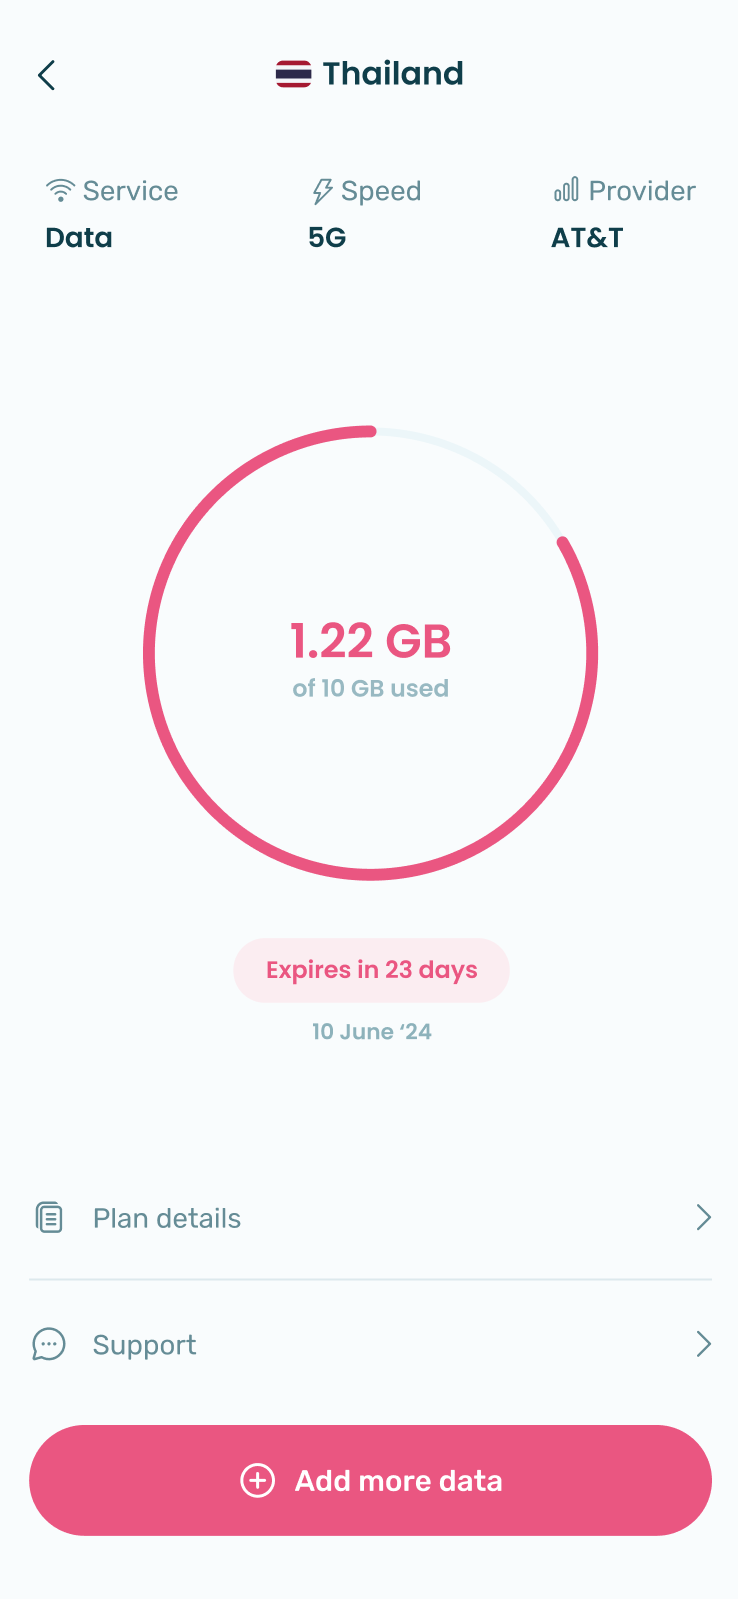 Thailand
Service
Speed
Provider
Data
5G
AT&T
1.22 GB
of 10 GB used
Expires in 23 days
10 June ‘24
Plan details
Support
Add more data